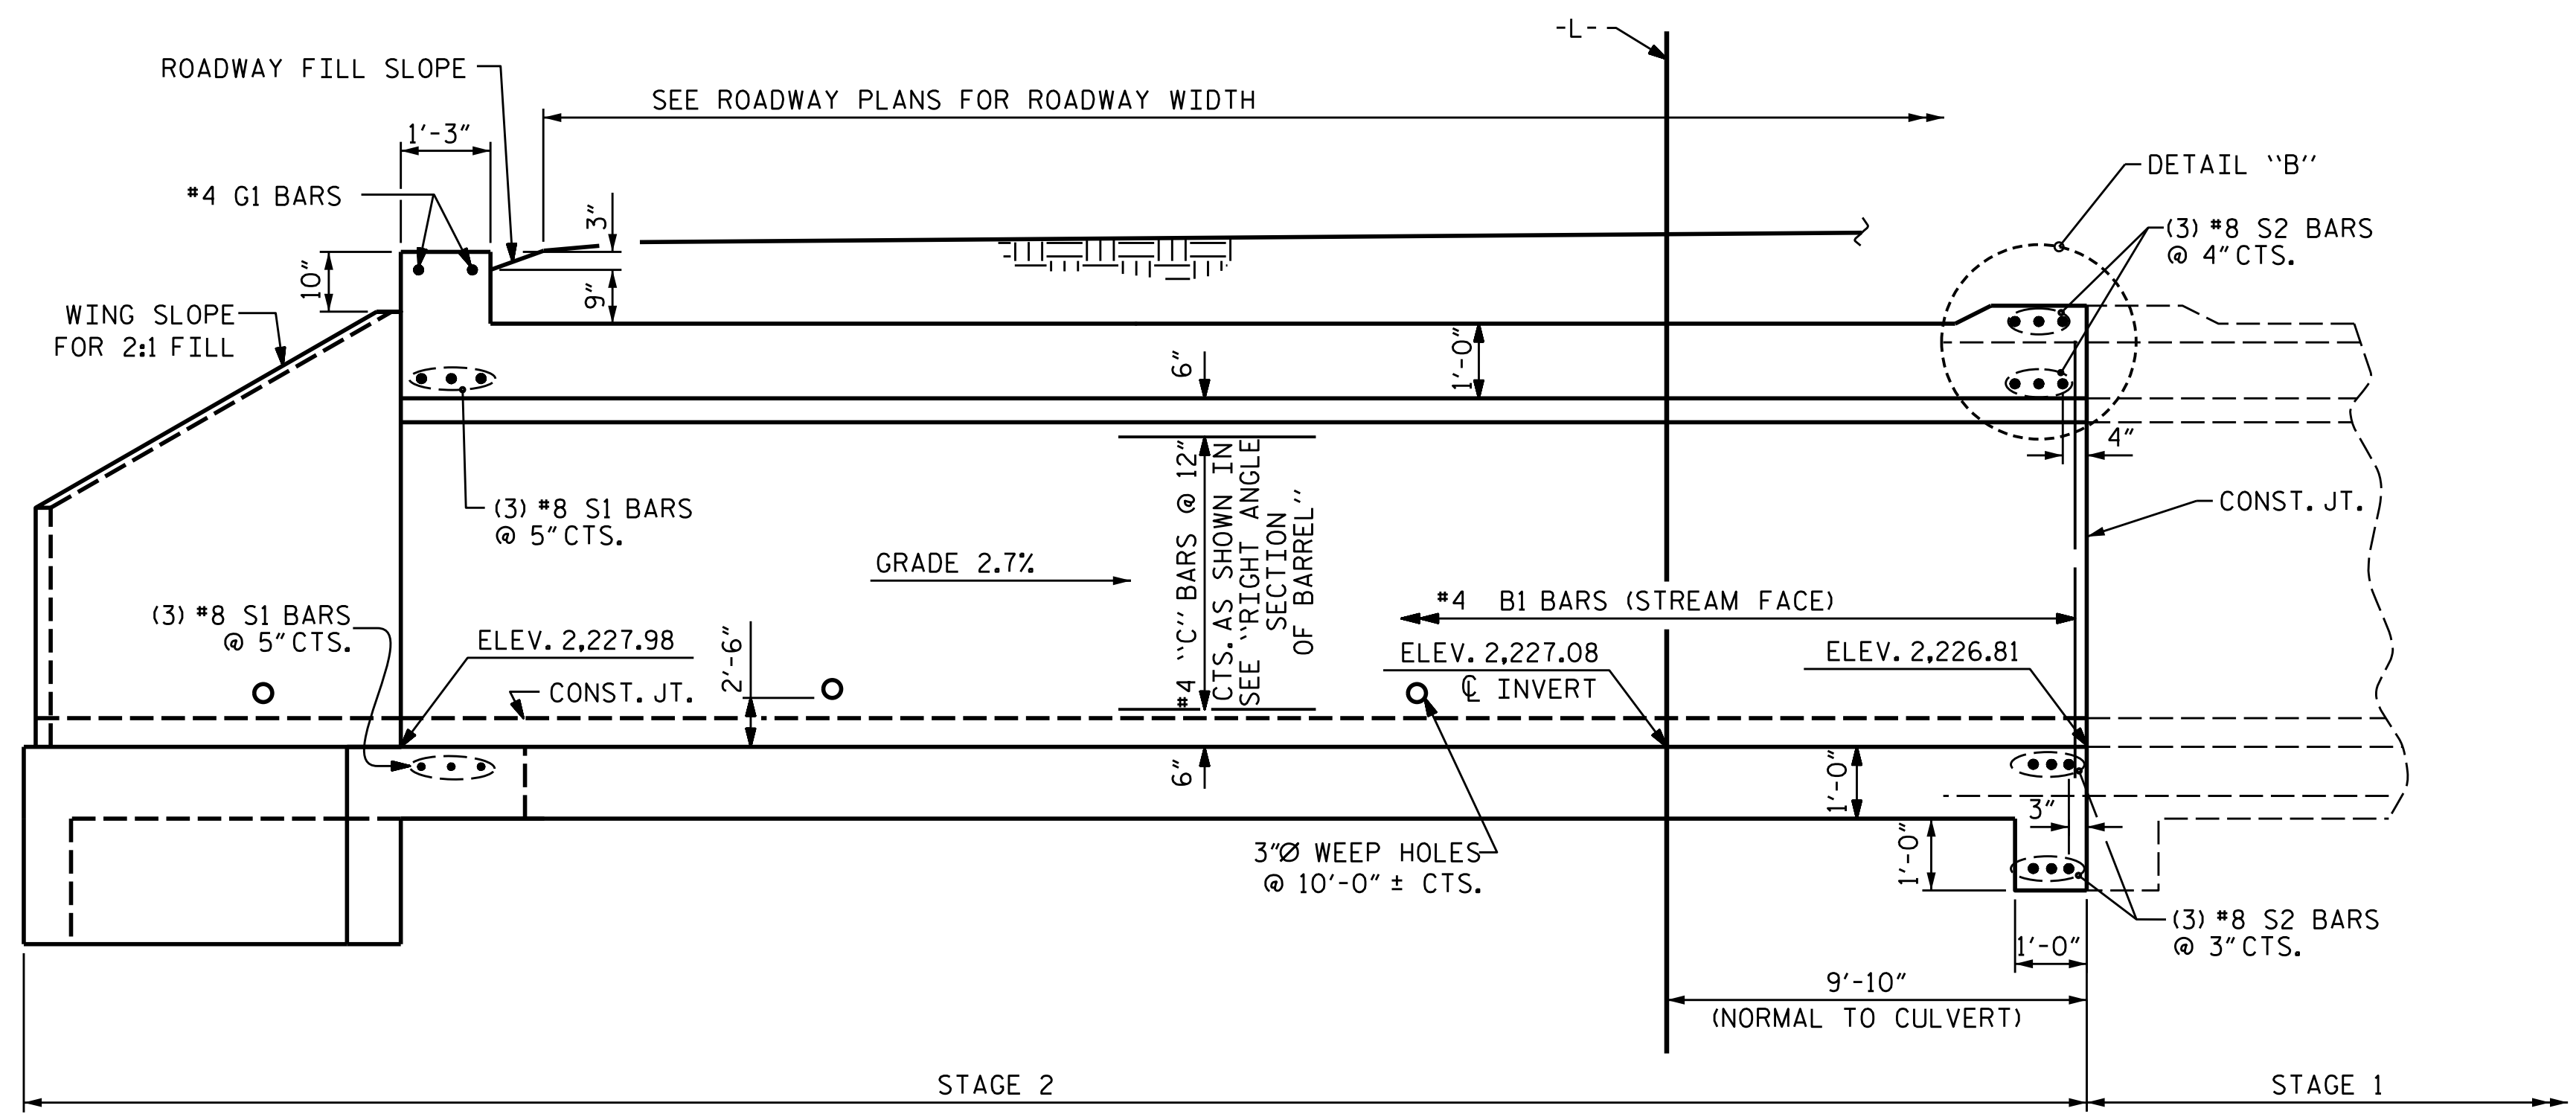 -L-
ROADWAY FILL SLOPE
SEE ROADWAY PLANS FOR ROADWAY WIDTH
1'-3"
DETAIL "B"
#4 G1 BARS
3"
(3) #8 S2 BARS
@ 4" CTS.
10"
9"
WING SLOPE
FOR 2:1 FILL
6"
1'-0"
4"
(3) #8 S1 BARS
@ 5" CTS.
#4 "C" BARS @ 12"
CTS. AS SHOWN IN
SEE "RIGHT ANGLE
SECTION
OF BARREL"
CONST. JT.
GRADE 2.7%
#4 B1 BARS (STREAM FACE)
(3) #8 S1 BARS
@ 5" CTS.
ELEV. 2,227.98
2'-6"
ELEV. 2,227.08
℄ INVERT
ELEV. 2,226.81
CONST. JT.
6"
1'-0"
3"
1'-0"
3"Ø WEEP HOLES
@ 10'-0" ± CTS.
(3) #8 S2 BARS
@ 3" CTS.
1'-0"
9'-10"
(NORMAL TO CULVERT)
STAGE 2
STAGE 1